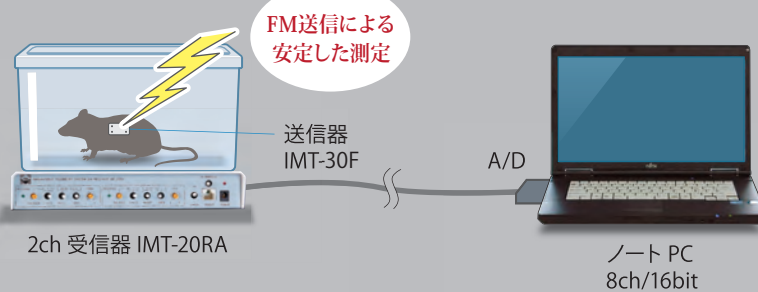 FM送信による
安定した測定
送信器
IMT-30F
A/D
2ch 受信器 IMT-20RA
ノート PC
8ch/16bit